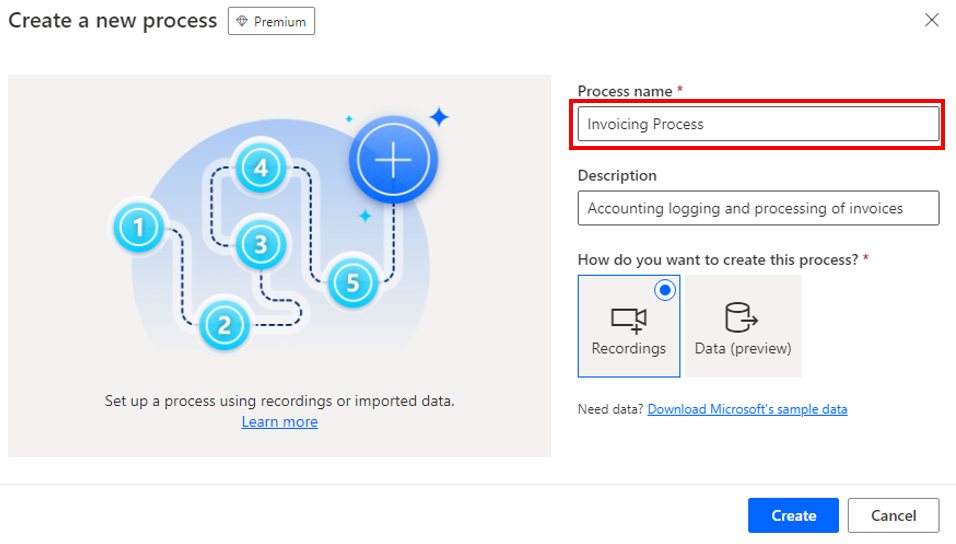 Create a new process
Premium
1
2
3
4
5
Set up a process using recordings or imported data.
Learn more
Process name *
Invoicing Process
Description
Accounting logging and processing of invoices
How do you want to create this process? *
Recordings
Data (preview)
Need data? Download Microsoft's sample data
Create
Cancel